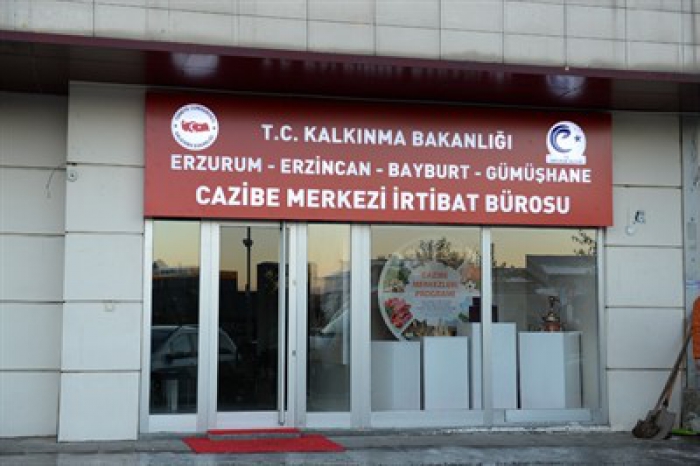 T.C. KALKINMA BAKANLIĞI
ERZURUM - ERZİNCAN - BAYBURT - GÜMÜŞHANE
CAZİBE MERKEZİ İRTİBAT BÜROSU
CAZİBE
MERKEZLERİ
PROGRAMI